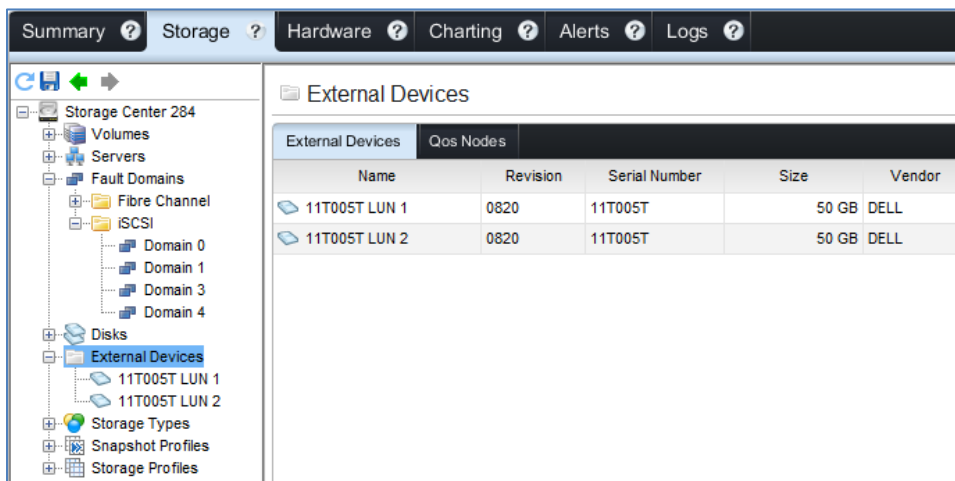 Summary ? Storage ? Hardware ? Charting ? Alerts ? Logs ?
Storage Center 284
Volumes
Servers
Fault Domains
Fibre Channel
iSCSI
Domain 0
Domain 1
Domain 3
Domain 4
Disks
External Devices
11T005T LUN 1
11T005T LUN 2
Storage Types
Snapshot Profiles
Storage Profiles
External Devices
External Devices Qos Nodes
Name Revision Serial Number Size Vendor
11T005T LUN 1 0820 11T005T 50 GB DELL
11T005T LUN 2 0820 11T005T 50 GB DELL